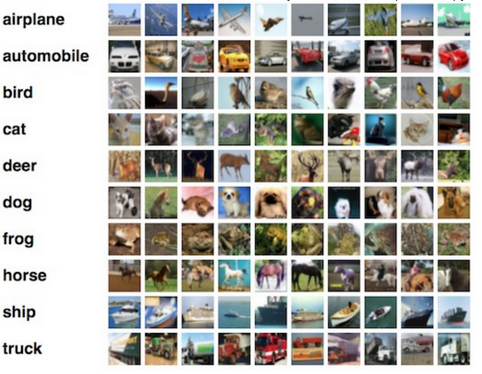 airplane
automobile
bird
cat
deer
dog
frog
horse
ship
truck